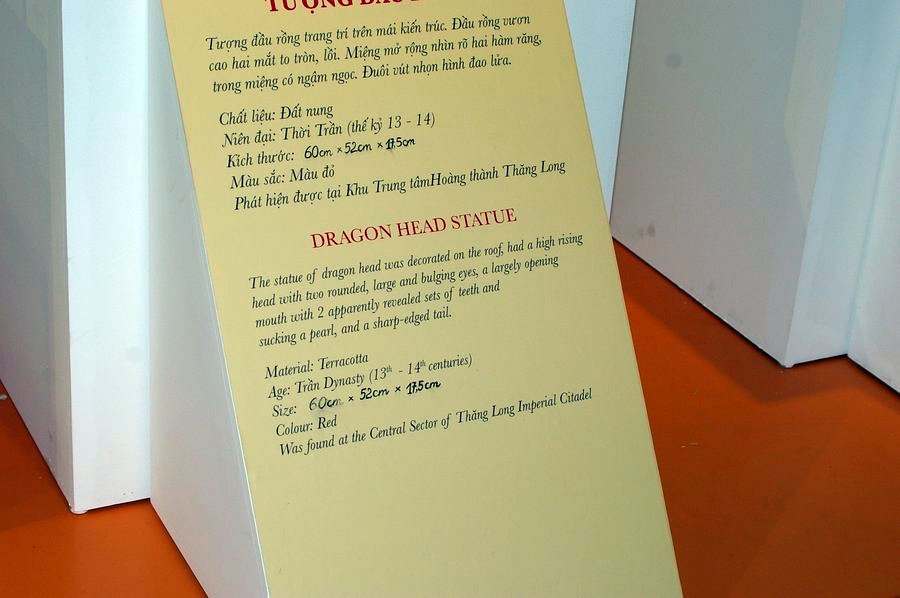 TƯỢNG ĐẦU
Tượng đầu rồng trang trí trên mái kiến trúc. Đầu rồng vươn
cao hai mắt to tròn, lồi. Miệng mở rộng nhìn rõ hai hàm răng,
trong miệng có ngậm ngọc. Đuôi vút nhọn hình đao lửa.
Chất liệu: Đất nung
Niên đại: Thời Trần (thế kỷ 13 - 14)
Kích thước: 60cm × 52cm × 17,5cm
Màu sắc: Màu đỏ
Phát hiện được tại Khu Trung tâmHoàng thành Thăng Long
DRAGON HEAD STATUE
The statue of dragon head was decorated on the roof, had a high rising
head with two rounded, large and bulging eyes, a largely opening
mouth with 2 apparently revealed sets of teeth and
sucking a pearl, and a sharp-edged tail.
Material: Terracotta
Age: Trần Dynasty (13th - 14th centuries)
Size: 60cm × 52cm × 17,5cm
Colour: Red
Was found at the Central Sector of Thăng Long Imperial Citadel